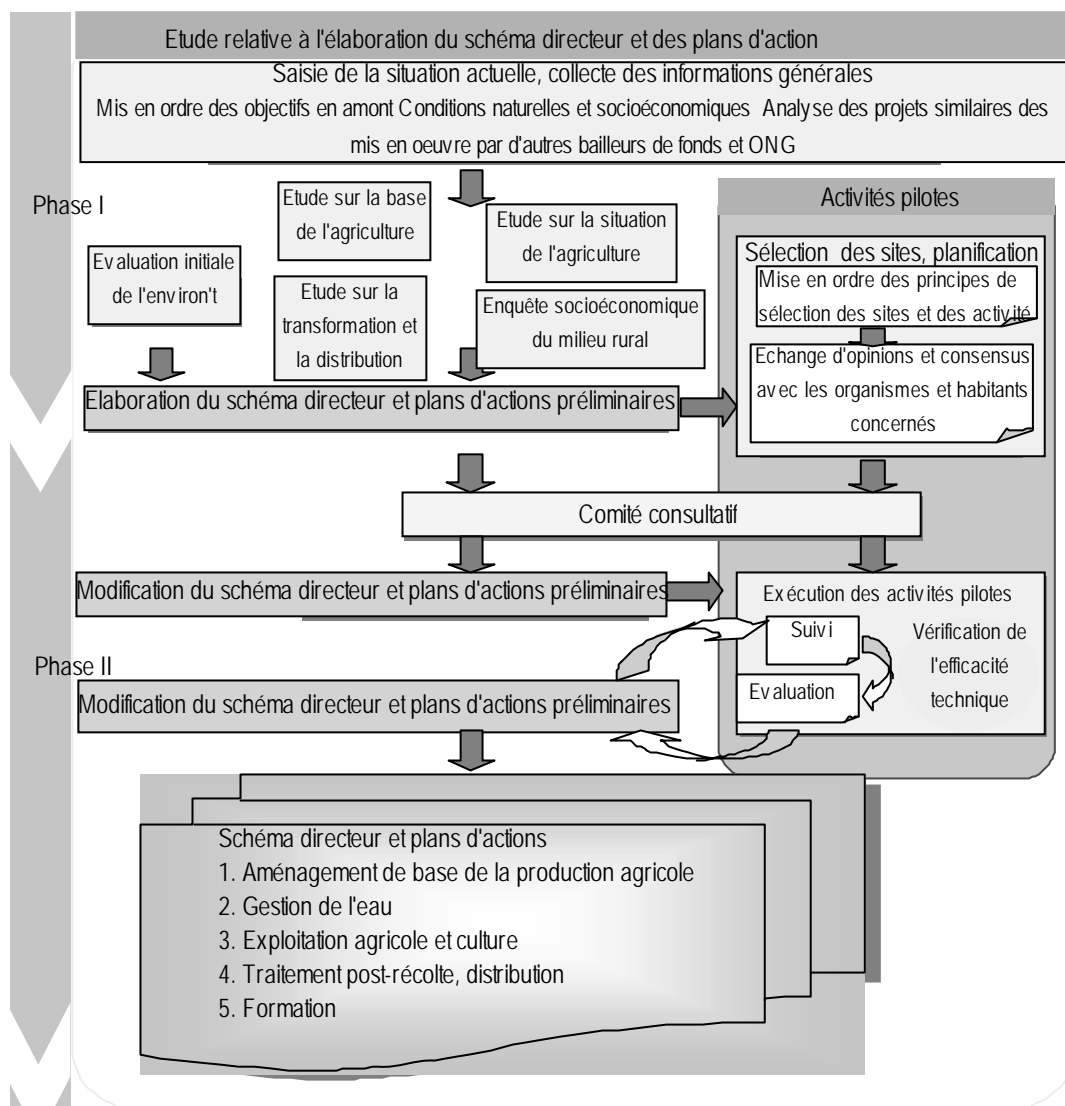 Etude relative à l'élaboration du schéma directeur et des plans d'action
Saisie de la situation actuelle, collecte des informations générales
Mis en ordre des objectifs en amont Conditions naturelles et socioéconomiques Analyse des projets similaires des
mis en oeuvre par d'autres bailleurs de fonds et ONG
Phase I
Etude sur la base
de l'agriculture
Etude sur la situation
de l'agriculture
Evaluation initiale
de l'environ't
Etude sur la
transformation et
la distribution
Enquête socioéconomique
du milieu rural
Activités pilotes
Sélection des sites, planification
Mise en ordre des principes de
sélection des sites et des activité
Echange d'opinions et consensus
avec les organismes et habitants
concernés
Elaboration du schéma directeur et plans d'actions préliminaires
Comité consultatif
Modification du schéma directeur et plans d'actions préliminaires
Exécution des activités pilotes
Suivi
Vérification de
l'efficacité
technique
Evaluation
Phase II
Modification du schéma directeur et plans d'actions préliminaires
Schéma directeur et plans d'actions
1. Aménagement de base de la production agricole
2. Gestion de l'eau
3. Exploitation agricole et culture
4. Traitement post-récolte, distribution
5. Formation